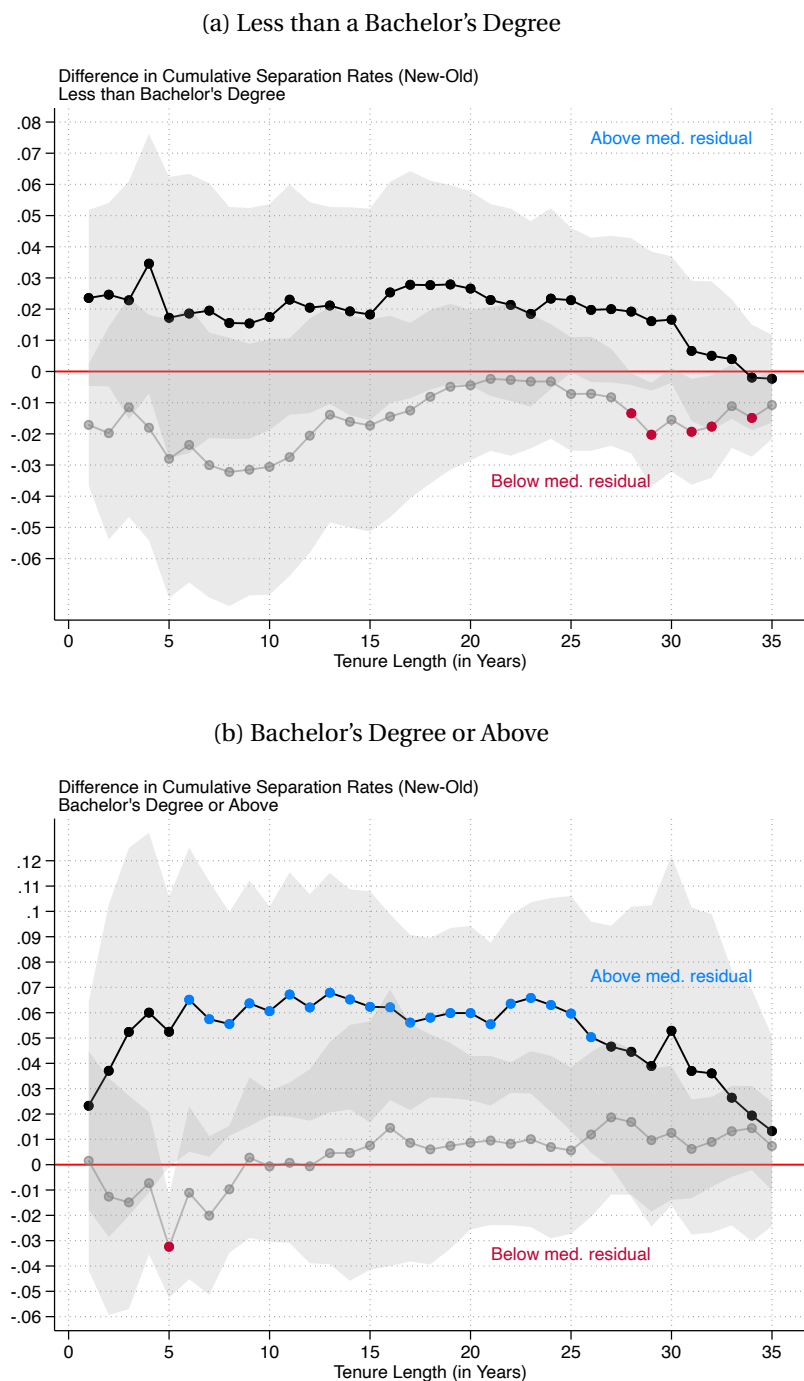 (a) Less than a Bachelor's Degree
Difference in Cumulative Separation Rates (New-Old)
Less than Bachelor's Degree
.08
.07
.06
.05
.04
.03
.02
.01
0
-.01
-.02
-.03
-.04
-.05
-.06
Above med. residual
Below med. residual
0 5 10 15 20 25 30 35
Tenure Length (in Years)
(b) Bachelor's Degree or Above
Difference in Cumulative Separation Rates (New-Old)
Bachelor's Degree or Above
.12
.11
.1
.09
.08
.07
.06
.05
.04
.03
.02
.01
0
-.01
-.02
-.03
-.04
-.05
-.06
Above med. residual
Below med. residual
0 5 10 15 20 25 30 35
Tenure Length (in Years)